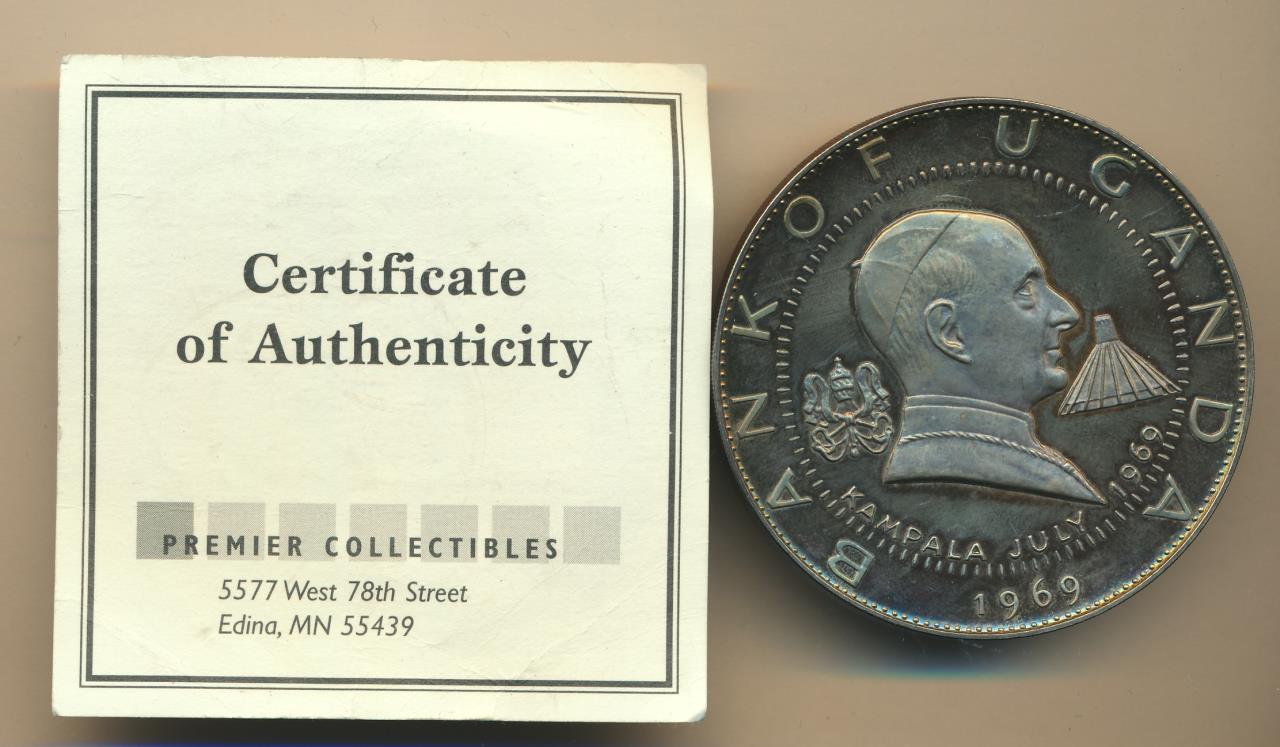 Certificate
of Authenticity
PREMIER COLLECTIBLES
5577 West 78th Street
Edina, MN 55439
BANK OF UGANDA
KAMPALA JULY 1969
1969